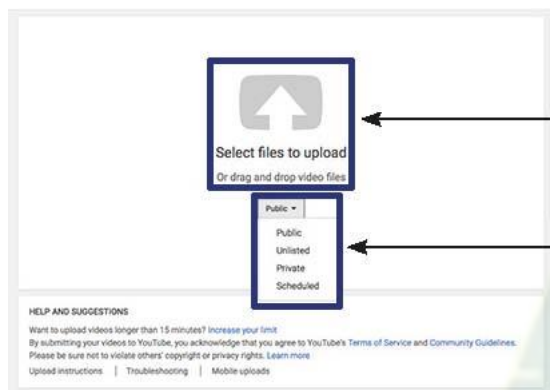 Select files to upload
Or drag and drop video files
Public
Public
Unlisted
Private
Scheduled
HELP AND SUGGESTIONS
Want to upload videos longer than 15 minutes? Increase your limit
By submitting your videos to YouTube, you acknowledge that you agree to YouTube's Terms of Service and Community Guidelines.
Please be sure not to violate others' copyright or privacy rights. Learn more
Upload instructions | Troubleshooting | Mobile uploads